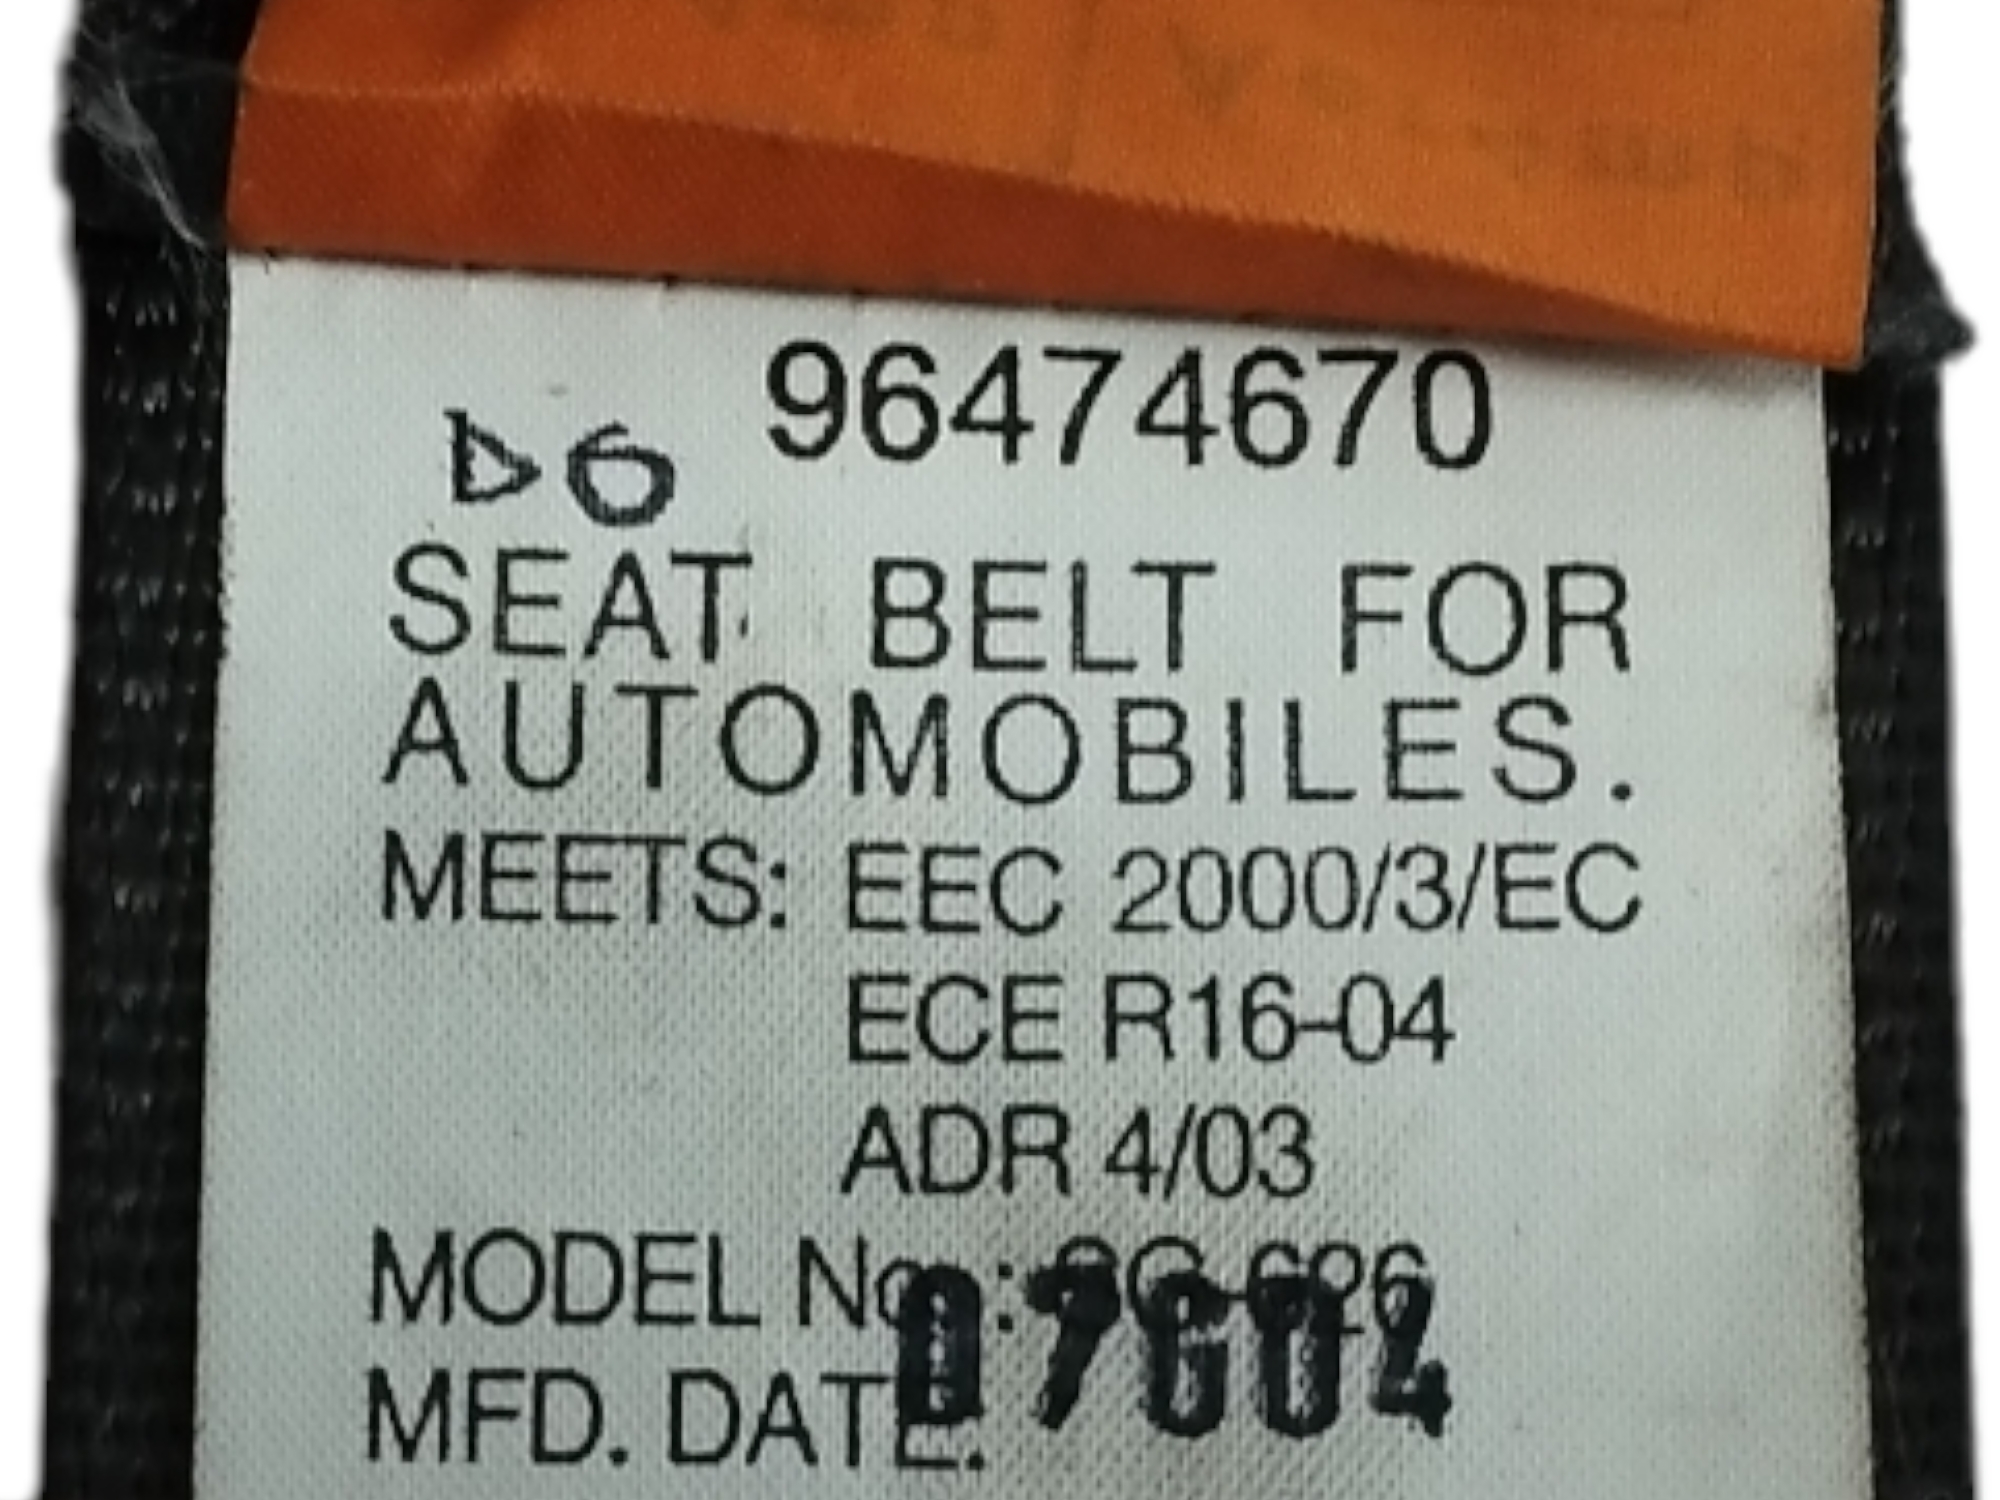 96474670
D6
SEAT BELT FOR
AUTOMOBILES.
MEETS: EEC 2000/3/EC
ECE R16-04
ADR 4/03
MODEL No.:
MFD. DATE: